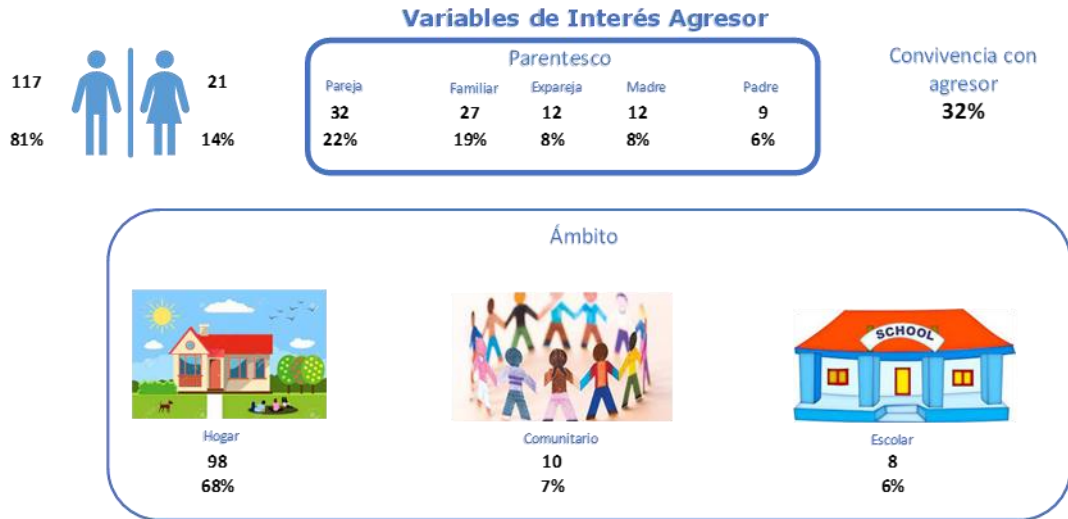 Variables de Interés Agresor
117
21
81%
14%
Parentesco
Pareja Familiar Expareja Madre Padre
32 27 12 12 9
22% 19% 8% 8% 6%
Convivencia con
agresor
32%
Ámbito
SCHOOL
Hogar Comunitario Escolar
98 10 8
68% 7% 6%